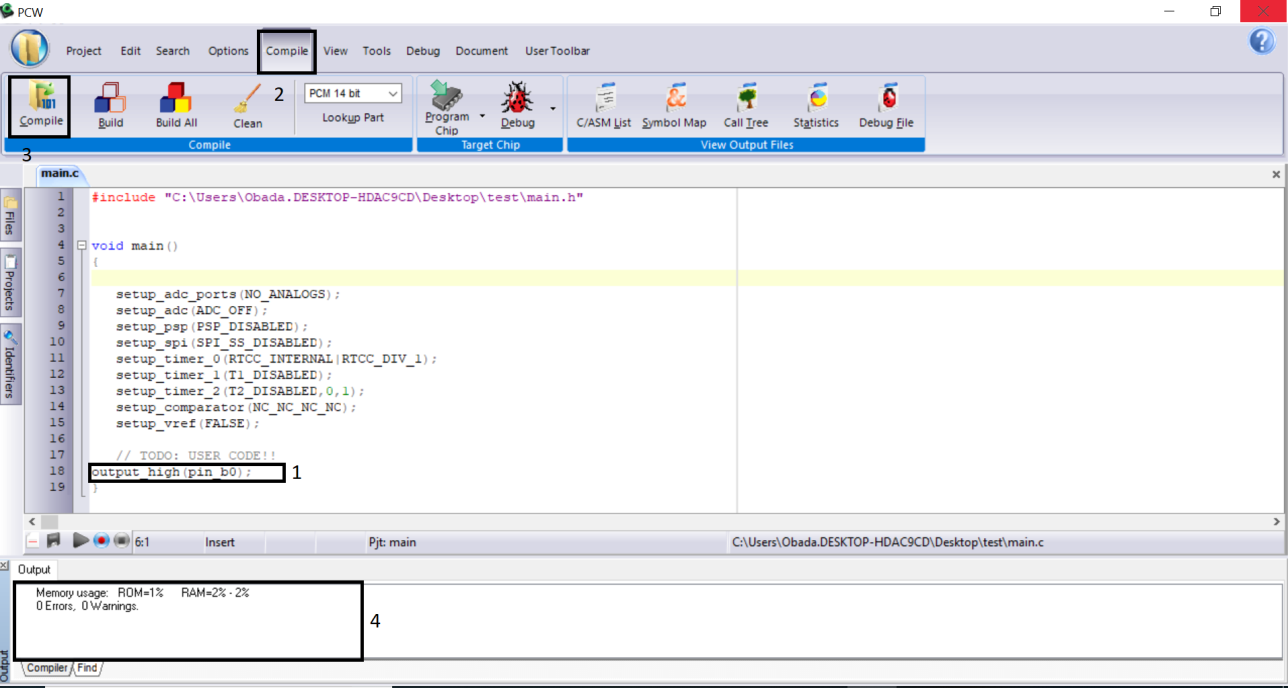 PCW
Project Edit Search Options Compile View Tools Debug Document User Toolbar
2
101
Compile Build Build All Clean
PCM 14 bit
Lookup Part
Program Chip
Debug
C/ASM List Symbol Map Call Tree Statistics Debug File
Compile Target Chip View Output Files
3
main.c
Files
Projects
Identifiers
1 #include "C:\Users\Obada.DESKTOP-HDAC9CD\Desktop\test\main.h"
2
3
4 void main()
5 {
6
7 setup_adc_ports(NO_ANALOGS);
8 setup_adc(ADC_OFF);
9 setup_psp(PSP_DISABLED);
10 setup_spi(SPI_SS_DISABLED);
11 setup_timer_0(RTCC_INTERNAL|RTCC_DIV_1);
12 setup_timer_1(T1_DISABLED);
13 setup_timer_2(T2_DISABLED,0,1);
14 setup_comparator(NC_NC_NC_NC);
15 setup_vref(FALSE);
16
17 // TODO: USER CODE!!
18 output_high(pin_b0); 1
19 }
6:1 Insert Pjt: main C:\Users\Obada.DESKTOP-HDAC9CD\Desktop\test\main.c
Output
Memory usage: ROM=1% RAM=2% - 2%
0 Errors, 0 Warnings.
4
Output
Compiler Find